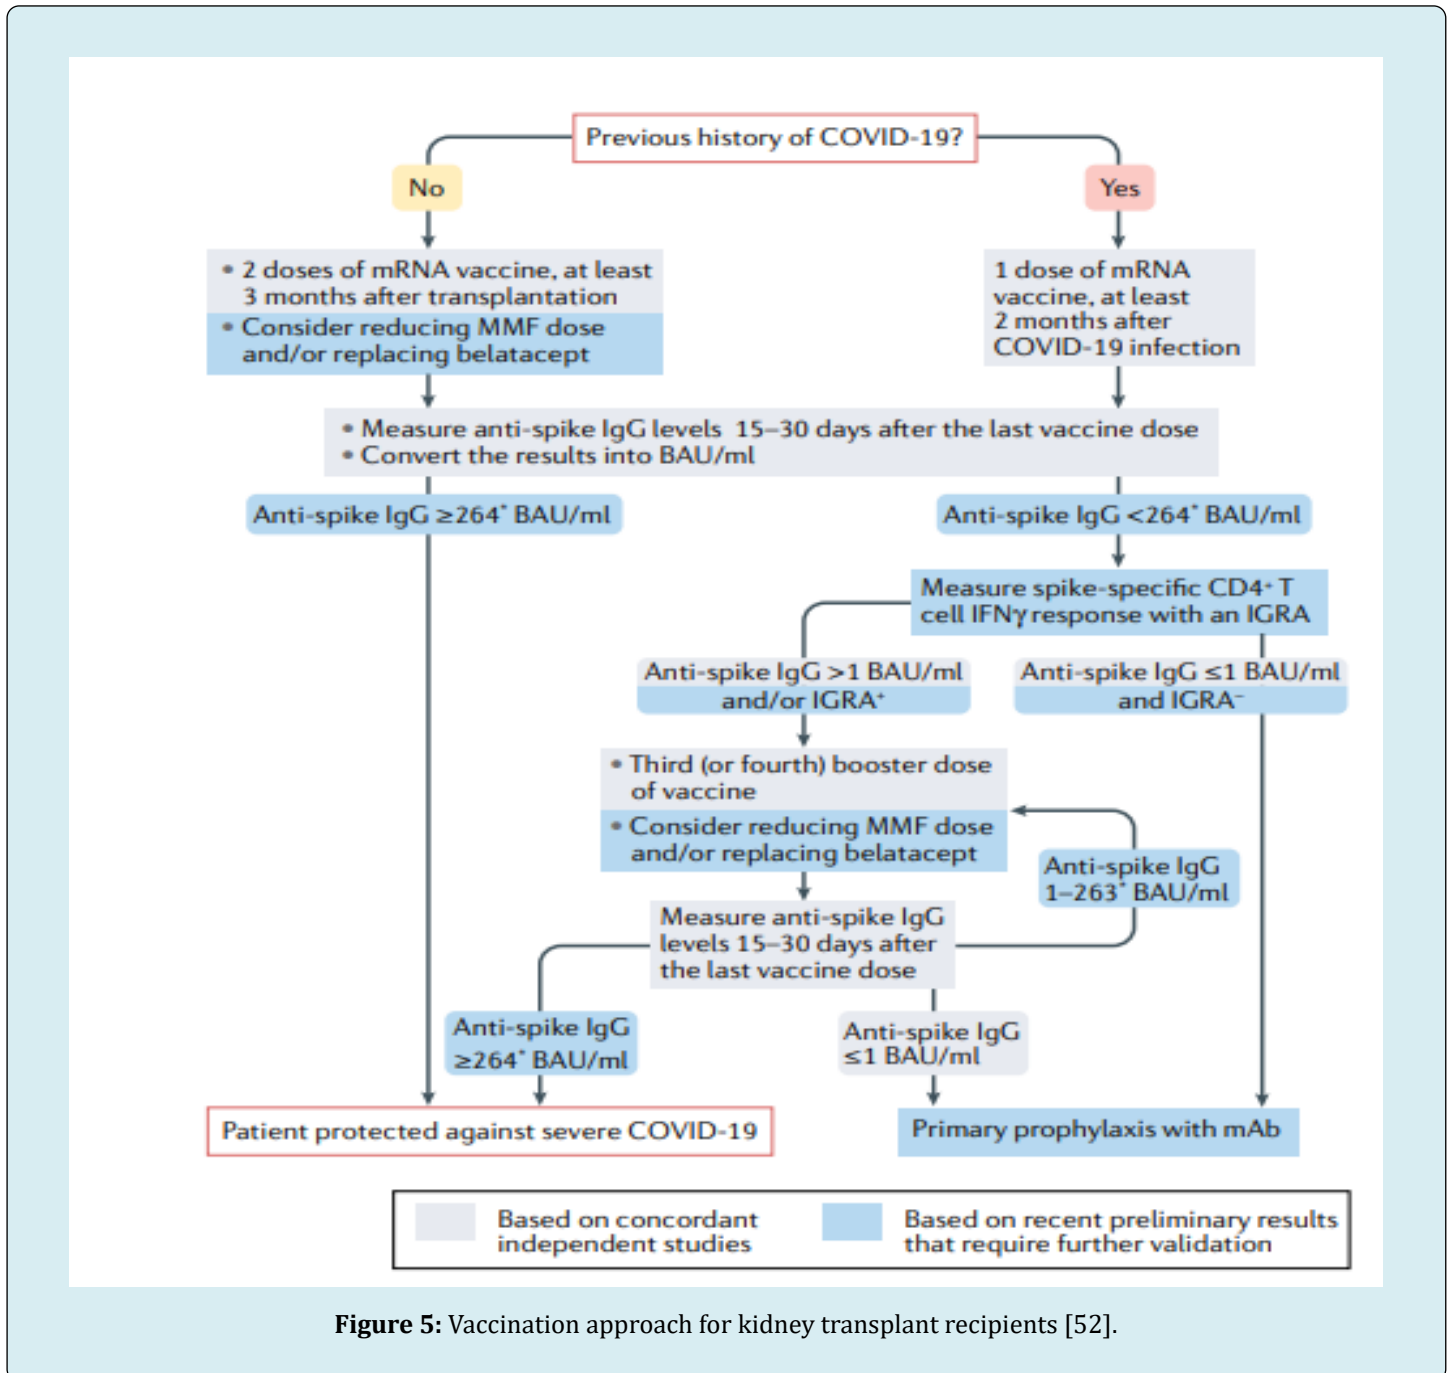 Previous history of COVID-19?
No
Yes
• 2 doses of mRNA vaccine, at least
3 months after transplantation
• Consider reducing MMF dose
and/or replacing belatacept
1 dose of mRNA
vaccine, at least
2 months after
COVID-19 infection
• Measure anti-spike IgG levels 15–30 days after the last vaccine dose
• Convert the results into BAU/ml
Anti-spike IgG ≥264* BAU/ml
Anti-spike IgG <264* BAU/ml
Measure spike-specific CD4⁺ T
cell IFNγ response with an IGRA
Anti-spike IgG >1 BAU/ml
and/or IGRA⁺
Anti-spike IgG ≤1 BAU/ml
and IGRA⁻
• Third (or fourth) booster dose
of vaccine
• Consider reducing MMF dose
and/or replacing belatacept
Anti-spike IgG
1–263* BAU/ml
Measure anti-spike IgG
levels 15–30 days after
the last vaccine dose
Anti-spike IgG
≥264* BAU/ml
Anti-spike IgG
≤1 BAU/ml
Patient protected against severe COVID-19
Primary prophylaxis with mAb
Based on concordant
independent studies
Based on recent preliminary results
that require further validation
Figure 5: Vaccination approach for kidney transplant recipients [52].